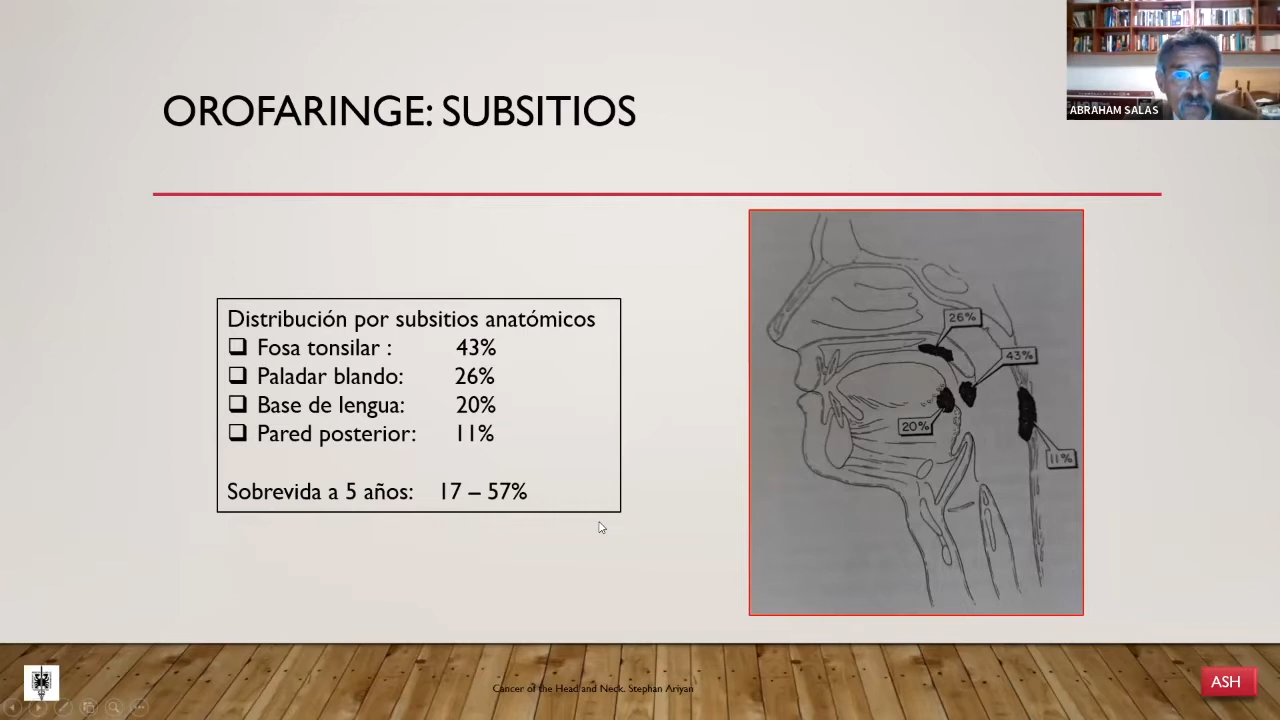 OROFARINGE: SUBSITIOS
ABRAHAM SALAS
Distribución por subsitios anatómicos
Fosa tonsilar : 43%
Paladar blando: 26%
Base de lengua: 20%
Pared posterior: 11%
Sobrevida a 5 años: 17 – 57%
26%
43%
20%
11%
Cancer of the Head and Neck. Stephan Ariyan
ASH